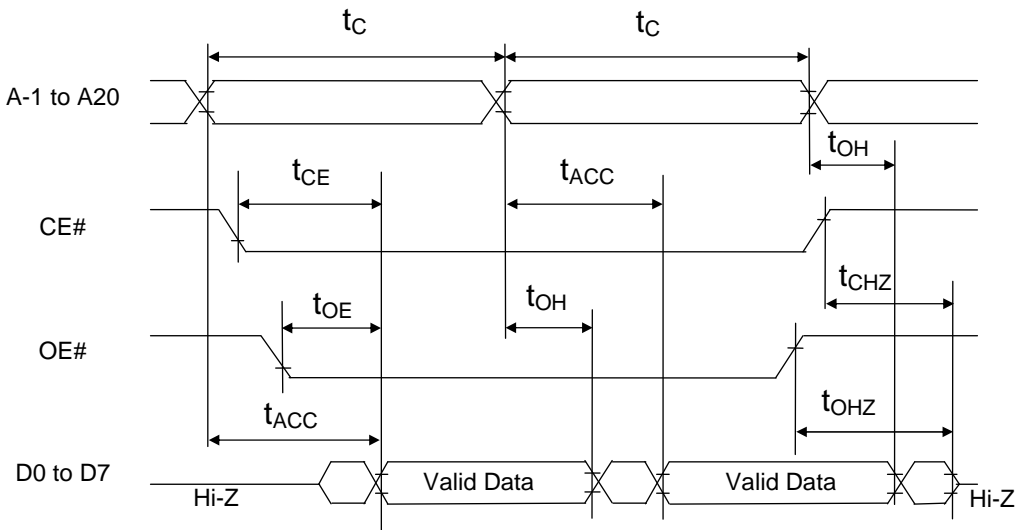 tC tC
A-1 to A20
tOH
tCE tACC
CE#
tCHZ
tOE tOH
OE#
tACC tOHZ
D0 to D7 Valid Data Valid Data
Hi-Z Hi-Z